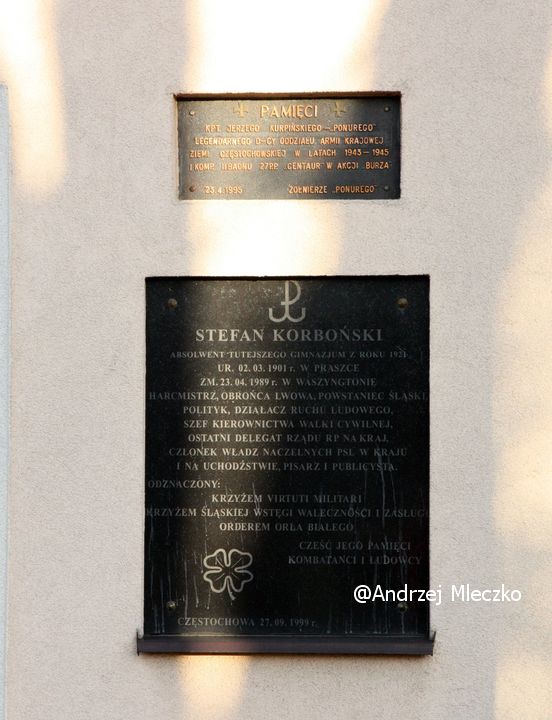 PAMIĘCI
KPT. JERZEGO KURPIŃSKIEGO - „PONUREGO"
LEGENDARNEGO D-CY ODDZIAŁU ARMII KRAJOWEJ
ZIEMI CZĘSTOCHOWSKIEJ W LATACH 1943-1945
I KOMP. II BAONU 27PP. „CENTAUR" W AKCJI „BURZA"
23.4.1995 ŻOŁNIERZE „PONUREGO"
STEFAN KORBOŃSKI
ABSOLWENT TUTEJSZEGO GIMNAZJUM Z ROKU 1921
UR. 02.03.1901 r. W PRASZCE
ZM. 23.04.1989 r. W WASZYNGTONIE
HARCMISTRZ, OBROŃCA LWOWA, POWSTANIEC ŚLĄSKI,
POLITYK, DZIAŁACZ RUCHU LUDOWEGO,
SZEF KIEROWNICTWA WALKI CYWILNEJ,
OSTATNI DELEGAT RZĄDU RP NA KRAJ,
CZŁONEK WŁADZ NACZELNYCH PSL W KRAJU
I NA UCHODŹSTWIE, PISARZ I PUBLICYSTA.
ODZNACZONY:
KRZYŻEM VIRTUTI MILITARI
KRZYŻEM ŚLĄSKIEJ WSTĘGI WALECZNOŚCI I ZASŁUGI
ORDEREM ORŁA BIAŁEGO
CZEŚĆ JEGO PAMIĘCI
KOMBATANCI I LUDOWCY
CZĘSTOCHOWA 27.09.1999 r.
@Andrzej Mleczko